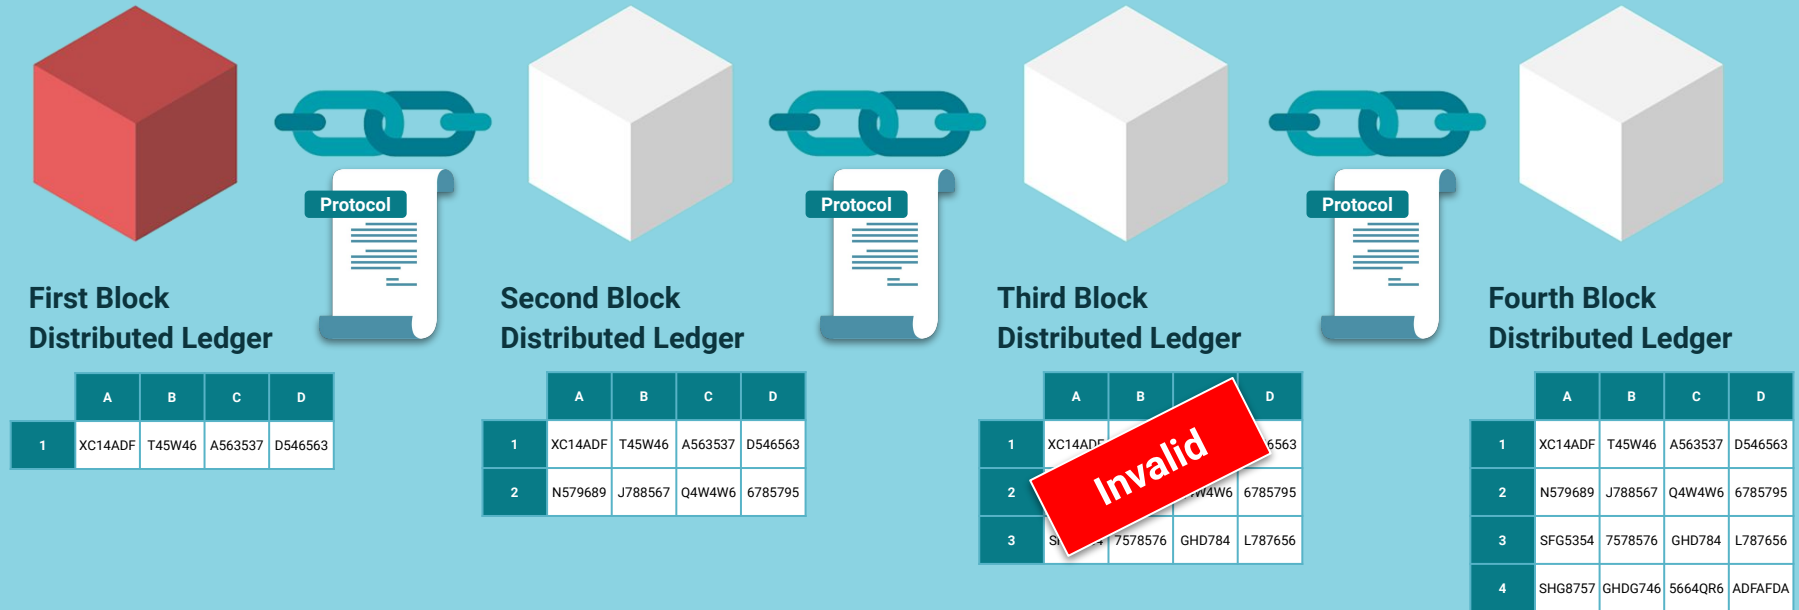 Protocol
Protocol
Protocol
First Block
Distributed Ledger
Second Block
Distributed Ledger
Third Block
Distributed Ledger
Fourth Block
Distributed Ledger
A B C D
1 XC14ADF T45W46 A563537 D546563
A B C D
1 XC14ADF T45W46 A563537 D546563
2 N579689 J788567 Q4W4W6 6785795
A B D
1
2 6785795
3 7578576 GHD784 L787656
Invalid
A B C D
1 XC14ADF T45W46 A563537 D546563
2 N579689 J788567 Q4W4W6 6785795
3 SFG5354 7578576 GHD784 L787656
4 SHG8757 GHDG746 5664QR6 ADFAFDA